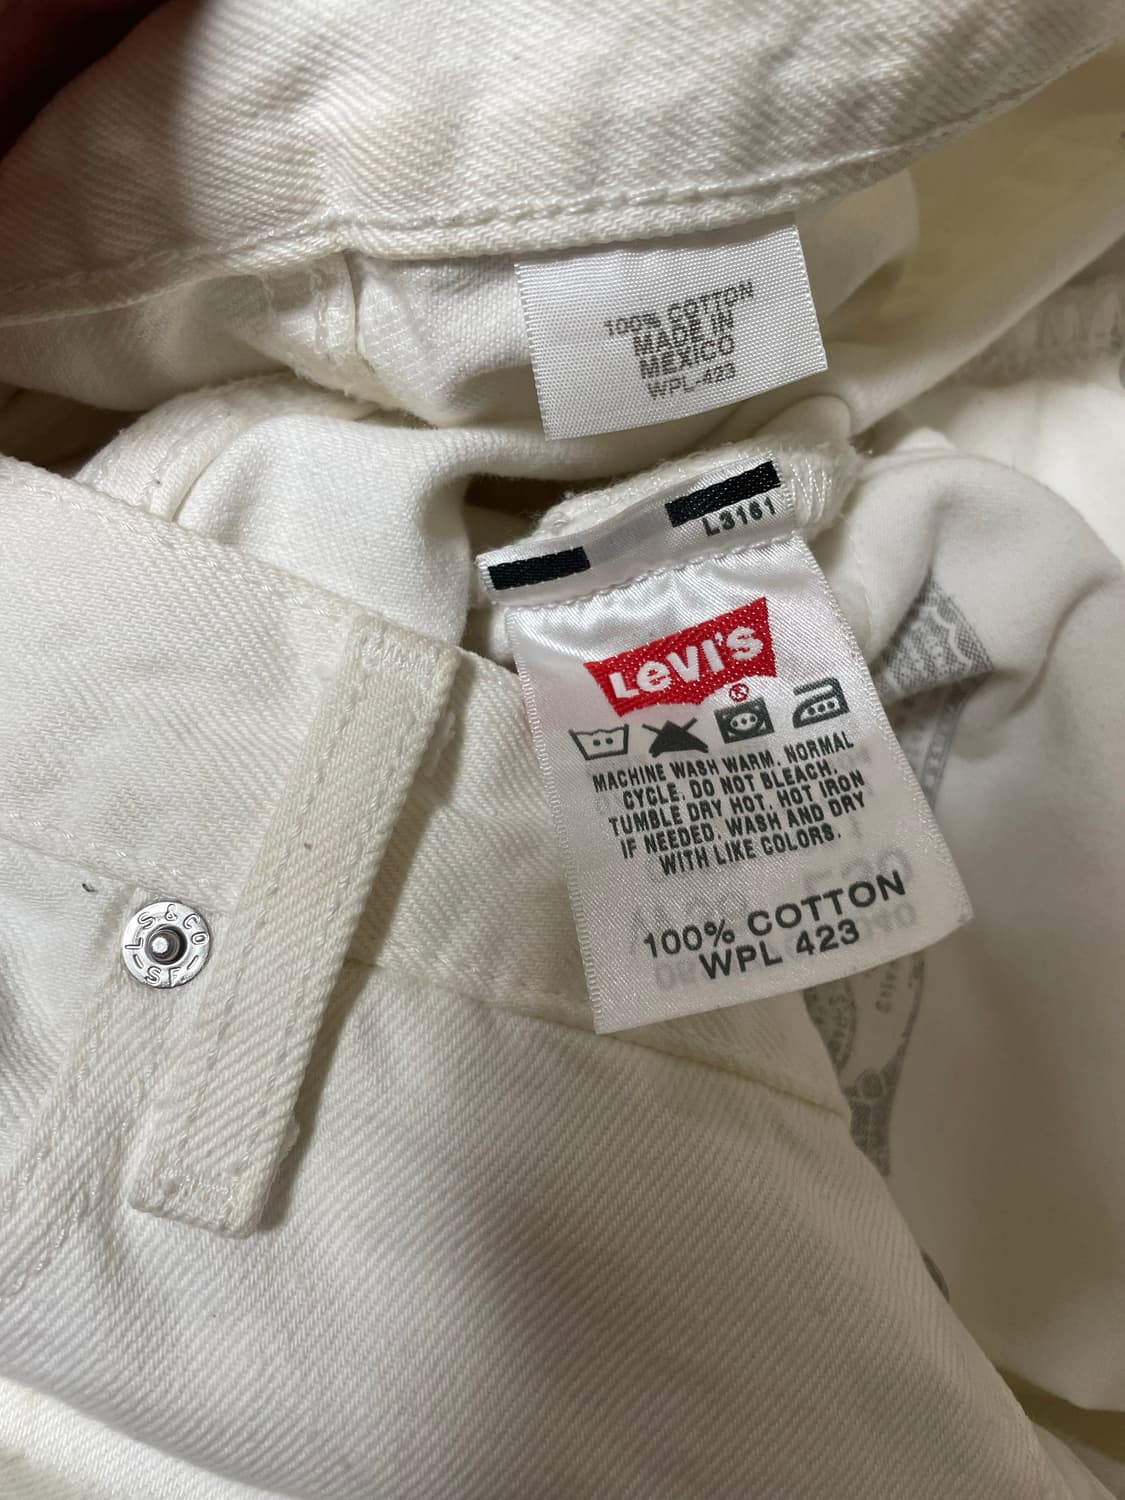 100% COTTON
MADE IN
MEXICO
WPL-423
L3161
LEVI'S
®
MACHINE WASH WARM, NORMAL
CYCLE. DO NOT BLEACH.
TUMBLE DRY HOT. HOT IRON
IF NEEDED. WASH AND DRY
WITH LIKE COLORS.
100% COTTON
WPL 423
L S & CO
-SF-